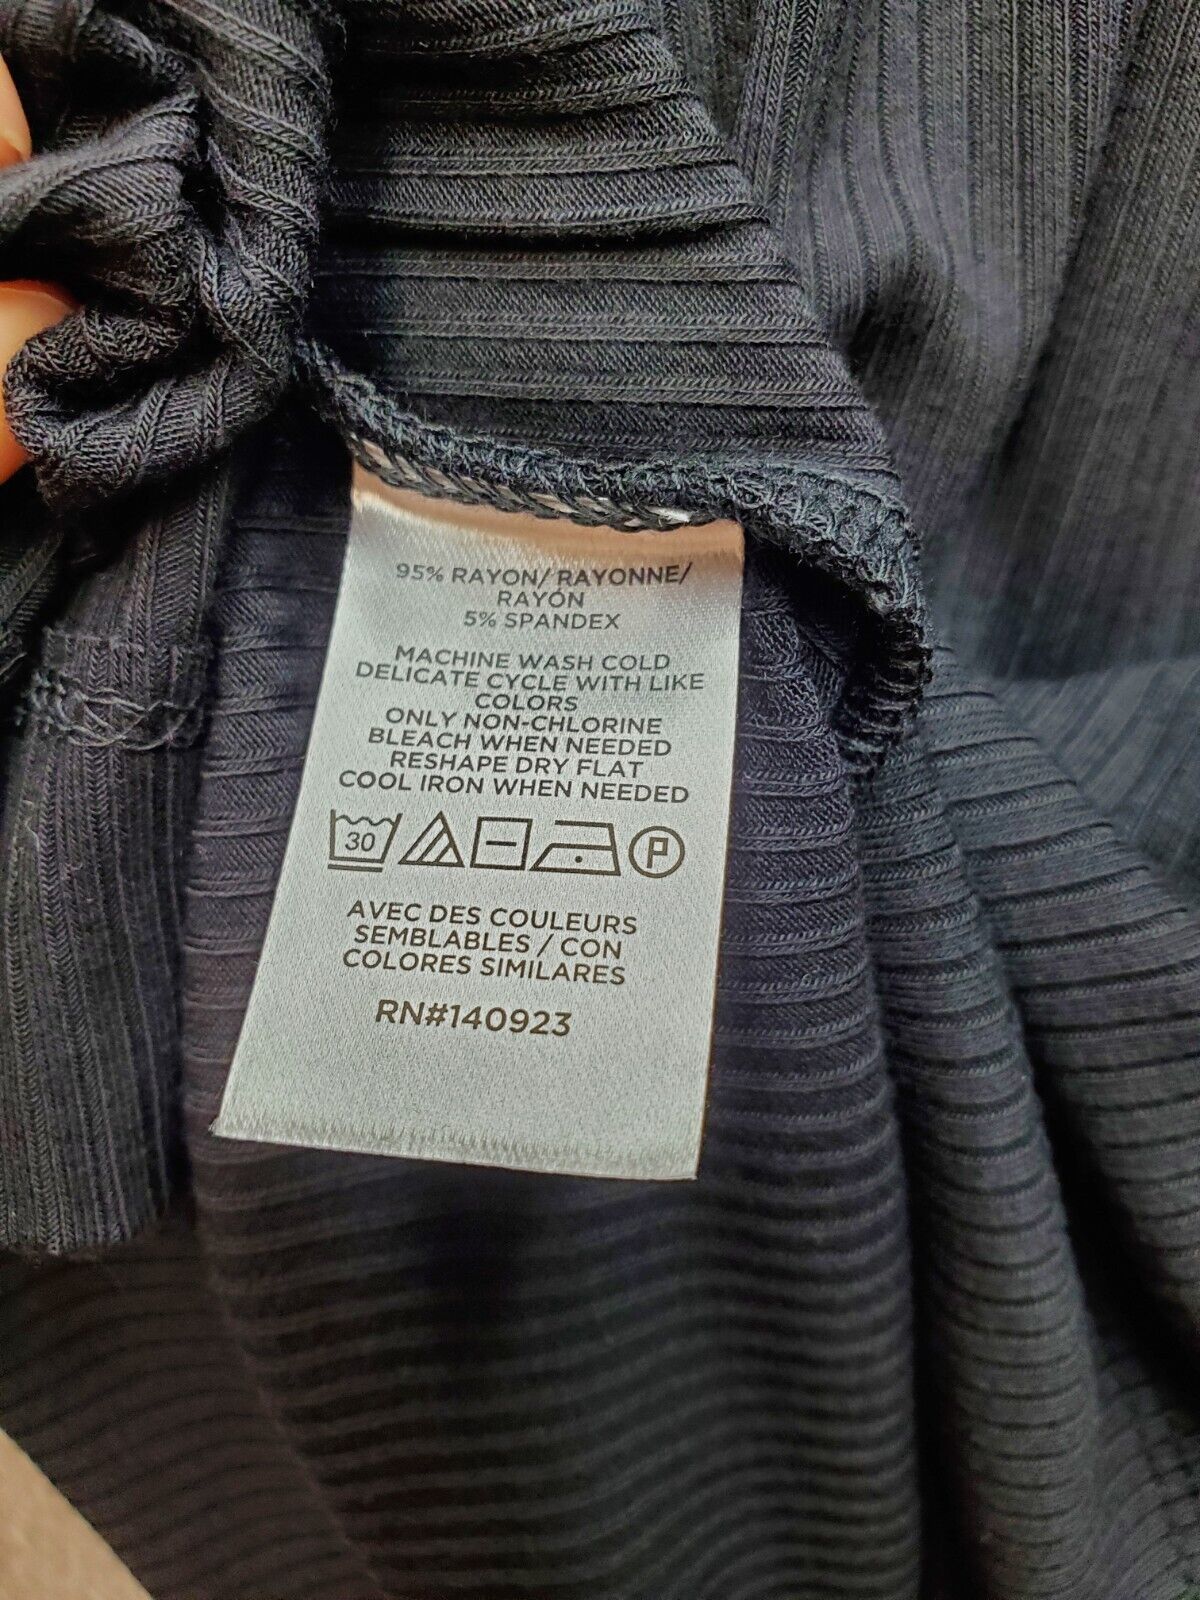 95% RAYON/ RAYONNE/
RAYÓN
5% SPANDEX
MACHINE WASH COLD
DELICATE CYCLE WITH LIKE
COLORS
ONLY NON-CHLORINE
BLEACH WHEN NEEDED
RESHAPE DRY FLAT
COOL IRON WHEN NEEDED
30 P
AVEC DES COULEURS
SEMBLABLES / CON
COLORES SIMILARES
RN#140923